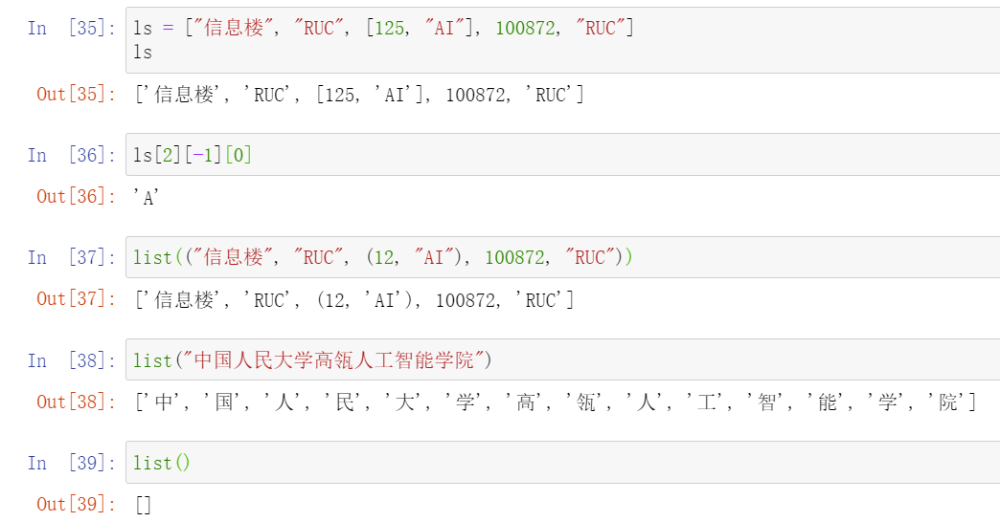 In [35]: ls = ["信息楼", "RUC", [125, "AI"], 100872, "RUC"]
ls
Out[35]: ['信息楼', 'RUC', [125, 'AI'], 100872, 'RUC']
In [36]: ls[2][-1][0]
Out[36]: 'A'
In [37]: list(("信息楼", "RUC", (12, "AI"), 100872, "RUC"))
Out[37]: ['信息楼', 'RUC', (12, 'AI'), 100872, 'RUC']
In [38]: list("中国人民大学高瓴人工智能学院")
Out[38]: ['中', '国', '人', '民', '大', '学', '高', '瓴', '人', '工', '智', '能', '学', '院']
In [39]: list()
Out[39]: []